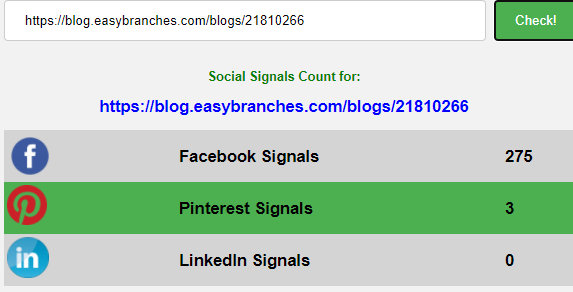 https://blog.easybranches.com/blogs/21810266 Check!
Social Signals Count for:
https://blog.easybranches.com/blogs/21810266
f Facebook Signals 275
Pinterest Signals 3
in LinkedIn Signals 0